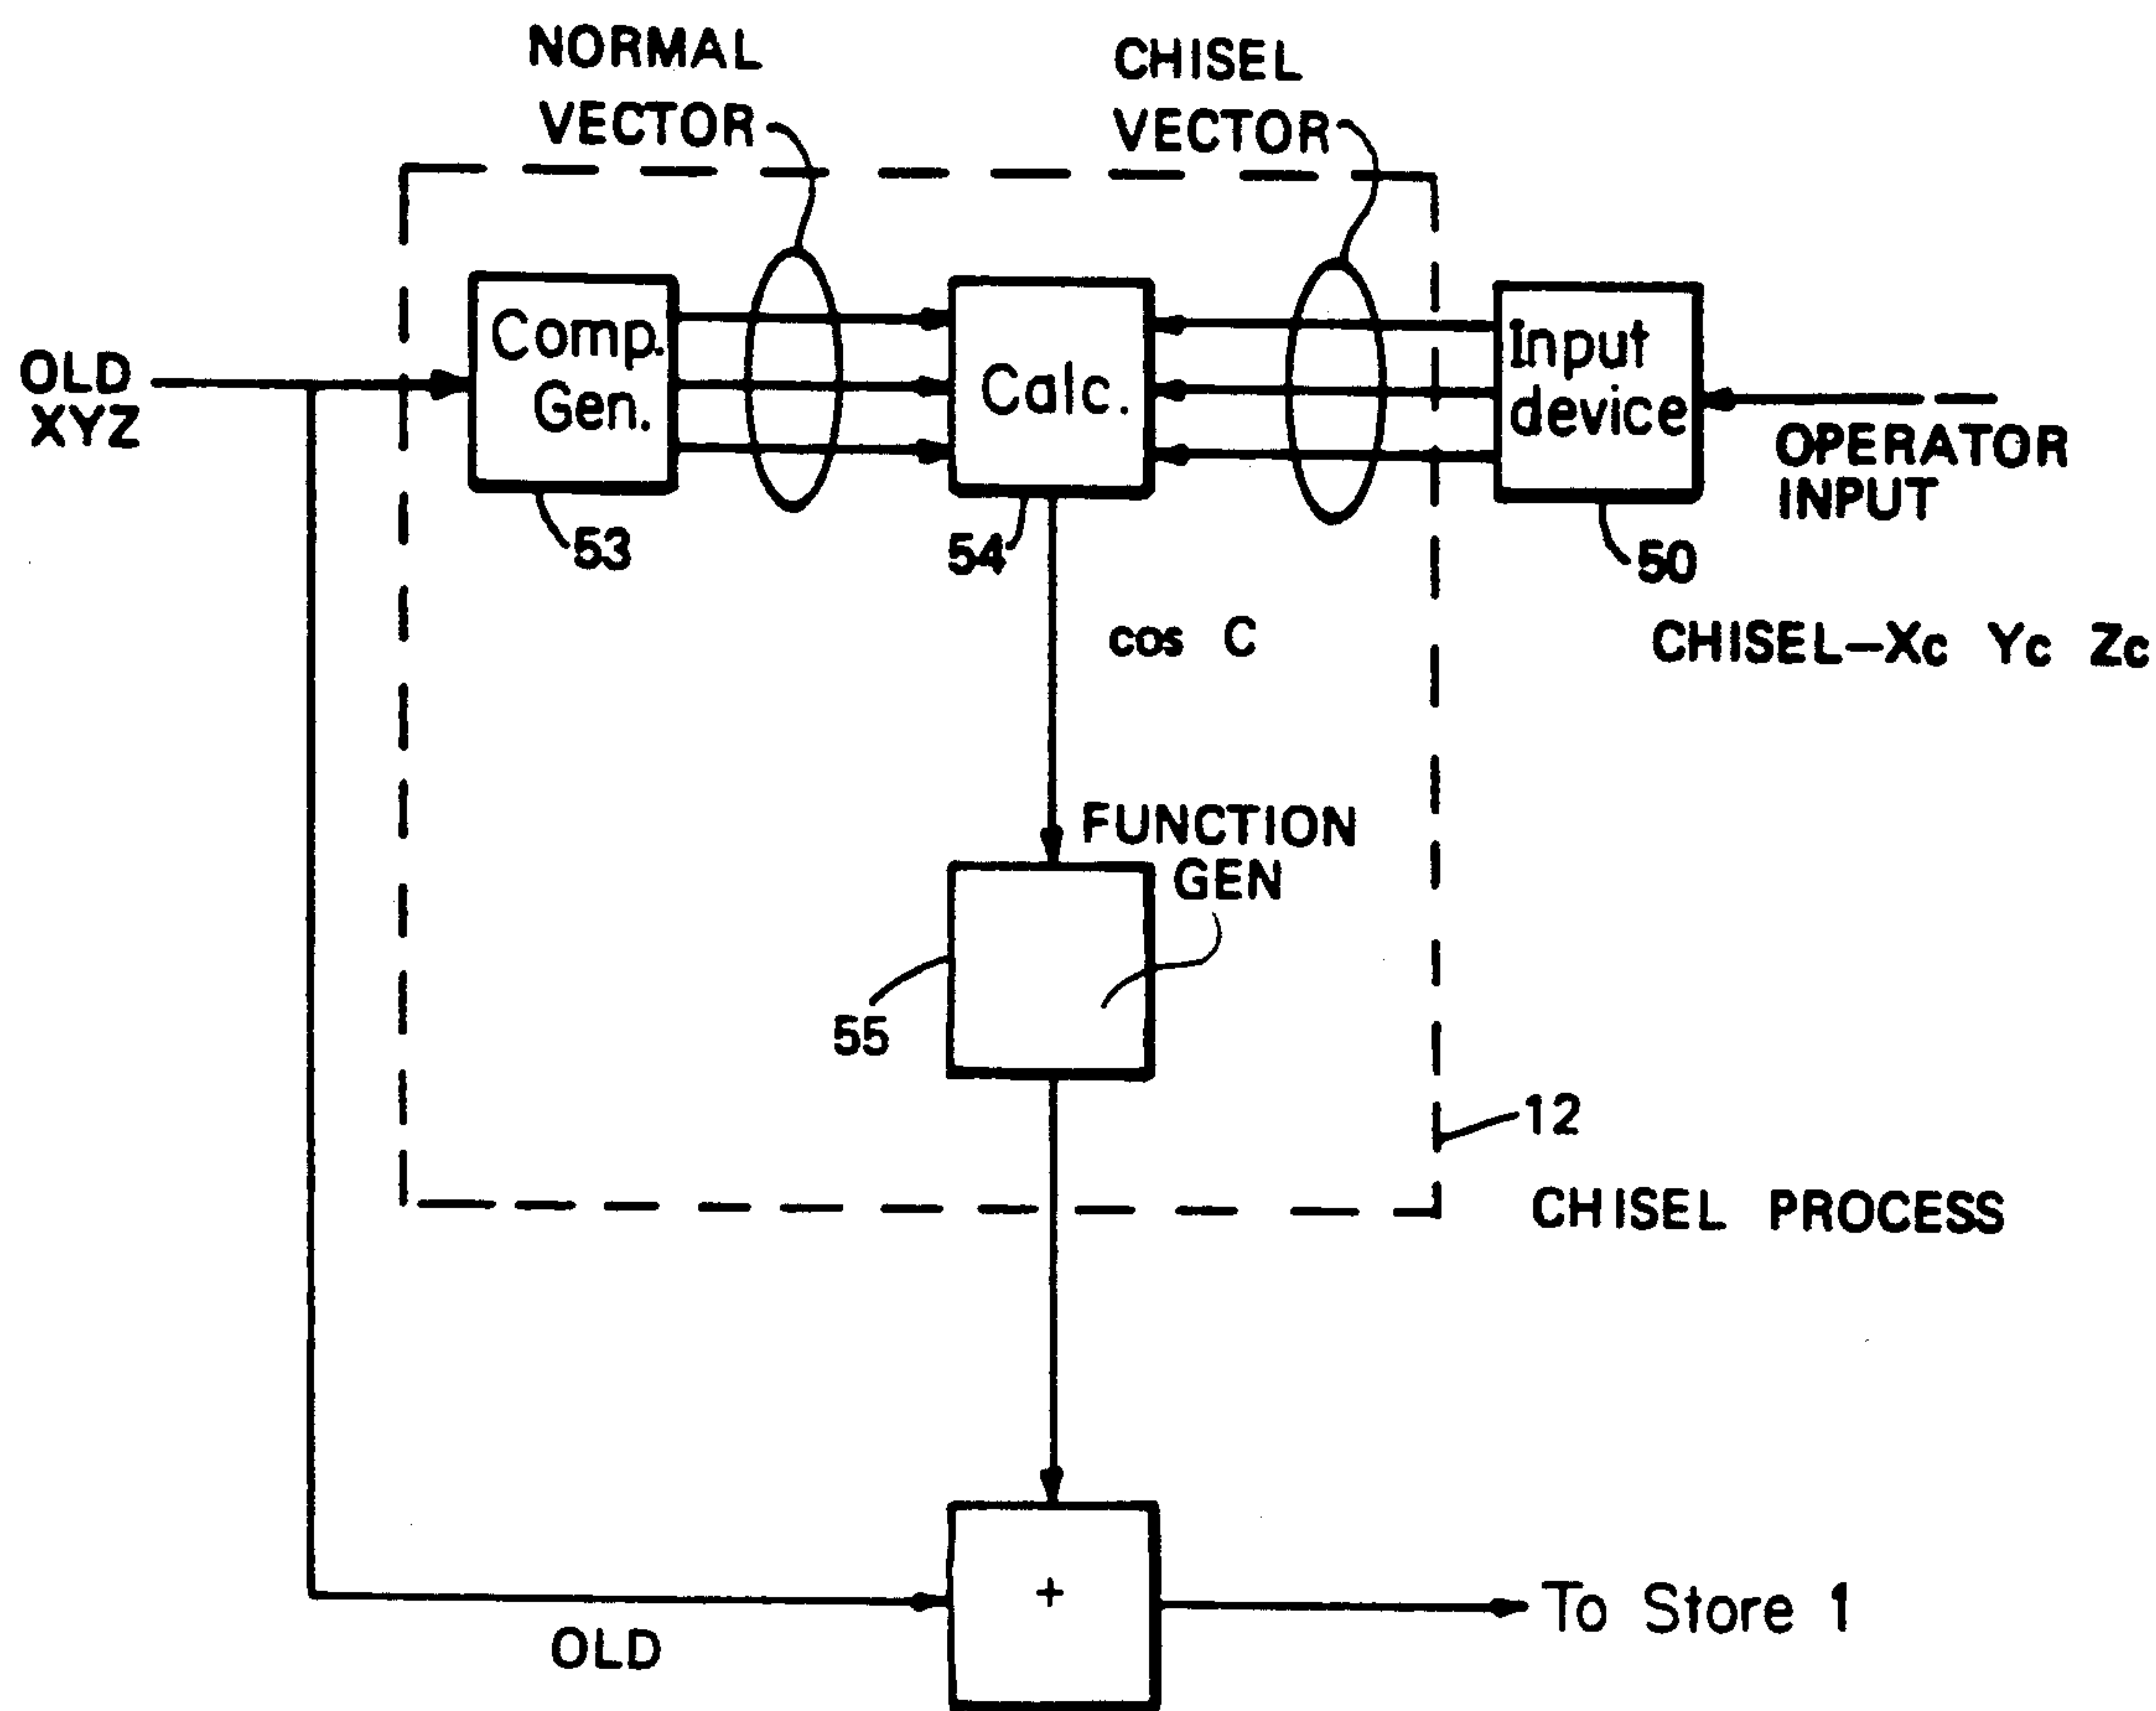 NORMAL
VECTOR
CHISEL
VECTOR
OLD
XYZ
Comp.
Gen.
Calc.
Input
device
OPERATOR
INPUT
53
54
50
cos C
CHISEL-Xc Yc Zc
FUNCTION
GEN
55
12
CHISEL PROCESS
+
To Store 1
OLD